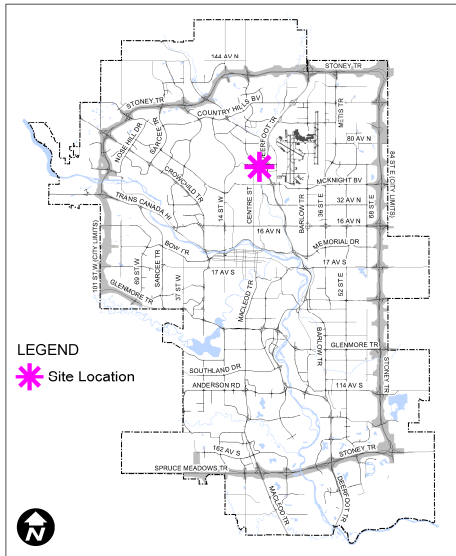 144 AV N
STONEY TR
STONEY TR
COUNTRY HILLS BV
DEERFOOT TR
METIS TR
NOSE HILL DR
SARCEE TR
80 AV N
84 ST E (CITY LIMITS)
CROWCHILD TR
MCKNIGHT BV
TRANS CANADA HI
14 ST W
CENTRE ST
BARLOW TR
36 ST E
32 AV N
68 ST E
16 AV N
16 AV N
101 ST W (CITY LIMITS)
BOW TR
MEMORIAL DR
69 ST W
SARCEE TR
37 ST W
17 AV S
17 AV S
GLENMORE TR
MACLEOD TR
52 ST E
BARLOW TR
GLENMORE TR
LEGEND
Site Location
SOUTHLAND DR
ANDERSON RD
114 AV S
STONEY TR
162 AV S
STONEY TR
SPRUCE MEADOWS TR
MACLEOD TR
DEERFOOT TR
N